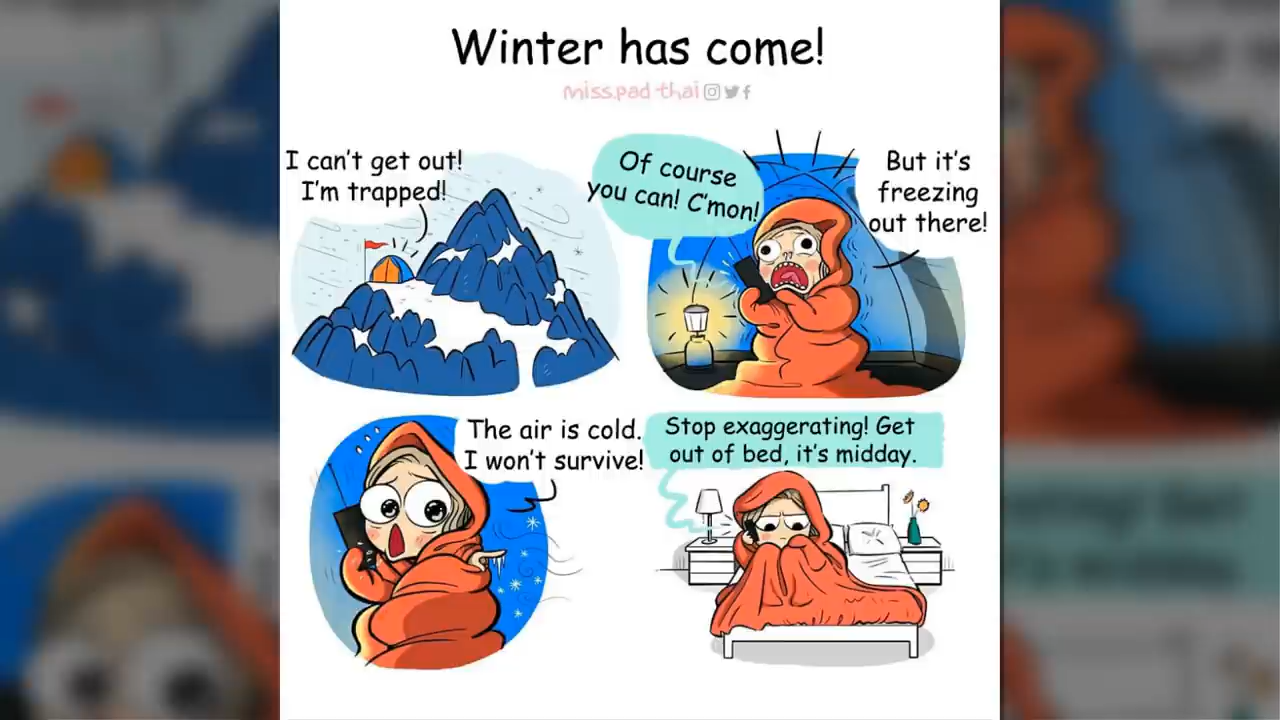 Winter has come!
miss.pad thai
I can't get out!
I'm trapped!
Of course
you can! C'mon!
But it's
freezing
out there!
The air is cold.
I won't survive!
Stop exaggerating! Get
out of bed, it's midday.